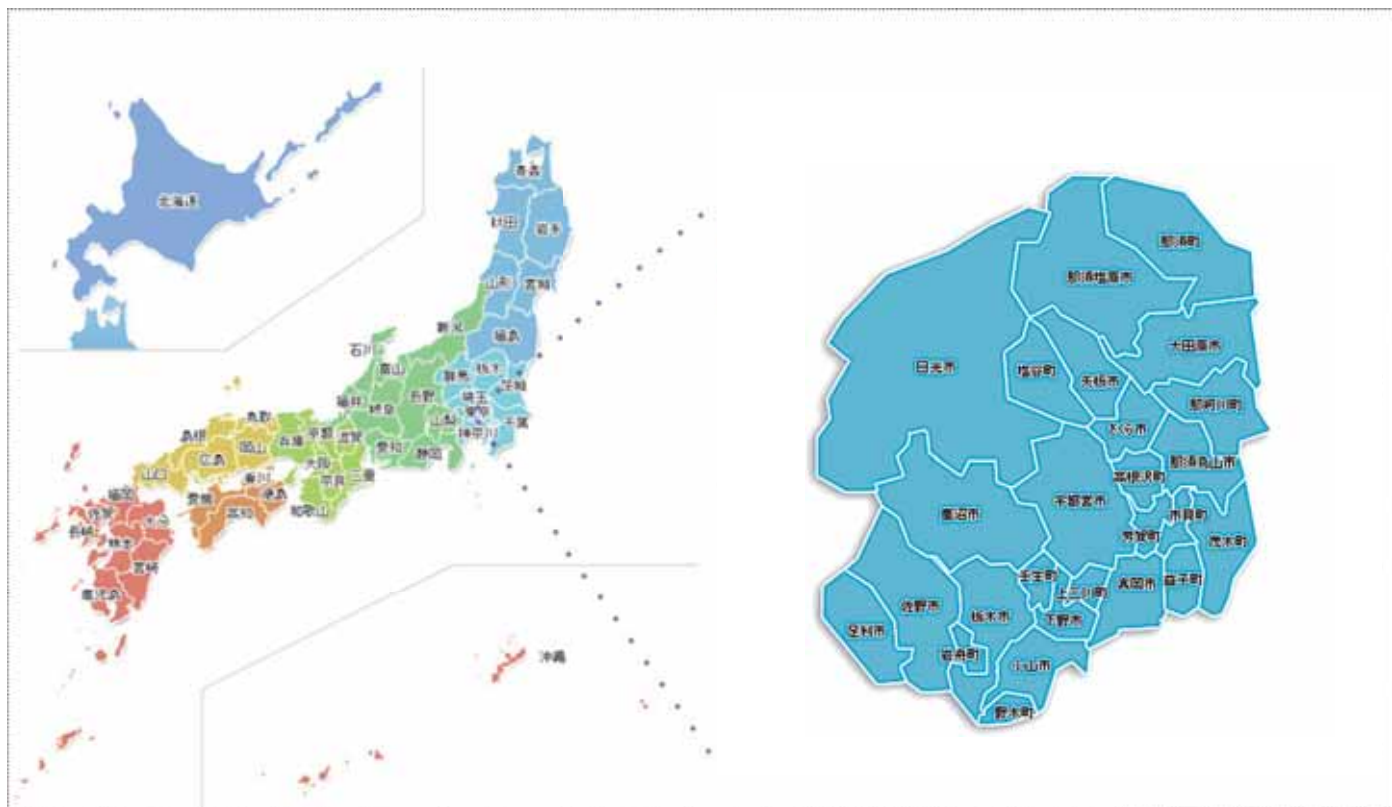 北海道
青森
秋田
岩手
山形
宮城
福島
新潟
石川
富山
群馬
栃木
茨城
福井
岐阜
長野
埼玉
東京
山梨
千葉
神奈川
鳥取
島根
岡山
兵庫
京都
滋賀
愛知
静岡
山口
広島
大阪
奈良
三重
香川
徳島
愛媛
高知
和歌山
福岡
佐賀
大分
長崎
熊本
宮崎
鹿児島
沖縄
那須町
那須塩原市
大田原市
日光市
塩谷町
矢板市
那珂川町
さくら市
那須烏山市
高根沢町
宇都宮市
鹿沼市
市貝町
芳賀町
茂木町
壬生町
上三川町
真岡市
益子町
佐野市
栃木市
下野市
足利市
岩舟町
小山市
野木町